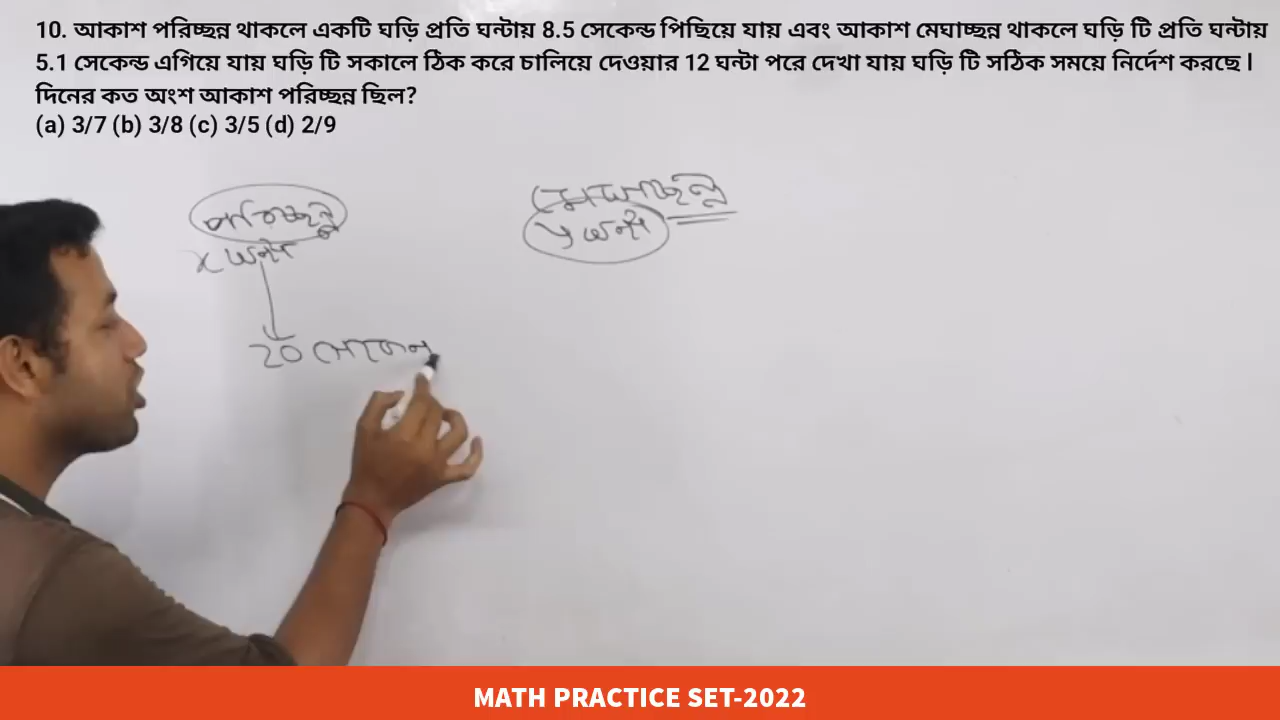 10. আকাশ পরিচ্ছন্ন থাকলে একটি ঘড়ি প্রতি ঘন্টায় 8.5 সেকেন্ড পিছিয়ে যায় এবং আকাশ মেঘাচ্ছন্ন থাকলে ঘড়ি টি প্রতি ঘন্টায়
5.1 সেকেন্ড এগিয়ে যায় ঘড়ি টি সকালে ঠিক করে চালিয়ে দেওয়ার 12 ঘন্টা পরে দেখা যায় ঘড়ি টি সঠিক সময়ে নির্দেশ করছে l
দিনের কত অংশ আকাশ পরিচ্ছন্ন ছিল?
(a) 3/7 (b) 3/8 (c) 3/5 (d) 2/9
পরিচ্ছন্ন
x ঘন্টা
মেঘাচ্ছন্ন
y ঘন্টা
20
MATH PRACTICE SET-2022